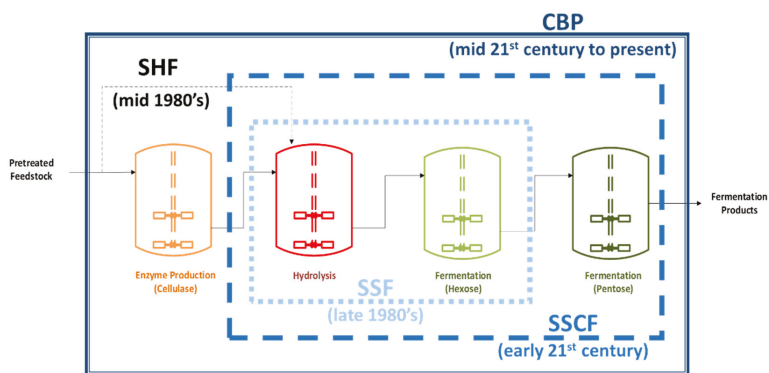 CBP
(mid 21st century to present)
SHF
(mid 1980's)
Pretreated
Feedstock
Fermentation
Products
Enzyme Production
(Cellulase)
Hydrolysis
Fermentation
(Hexose)
Fermentation
(Pentose)
SSF
(late 1980's)
SSCF
(early 21st century)